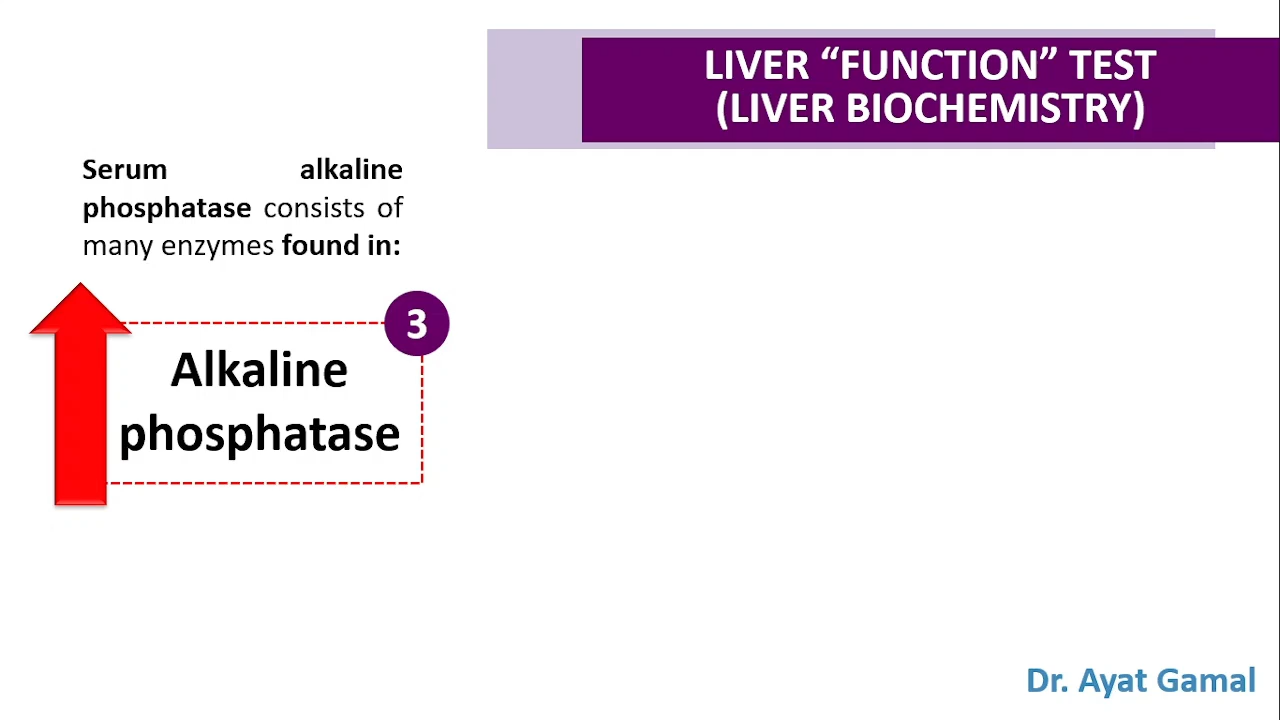 LIVER “FUNCTION” TEST
(LIVER BIOCHEMISTRY)
Serum alkaline
phosphatase consists of
many enzymes found in:
3
Alkaline
phosphatase
Dr. Ayat Gamal